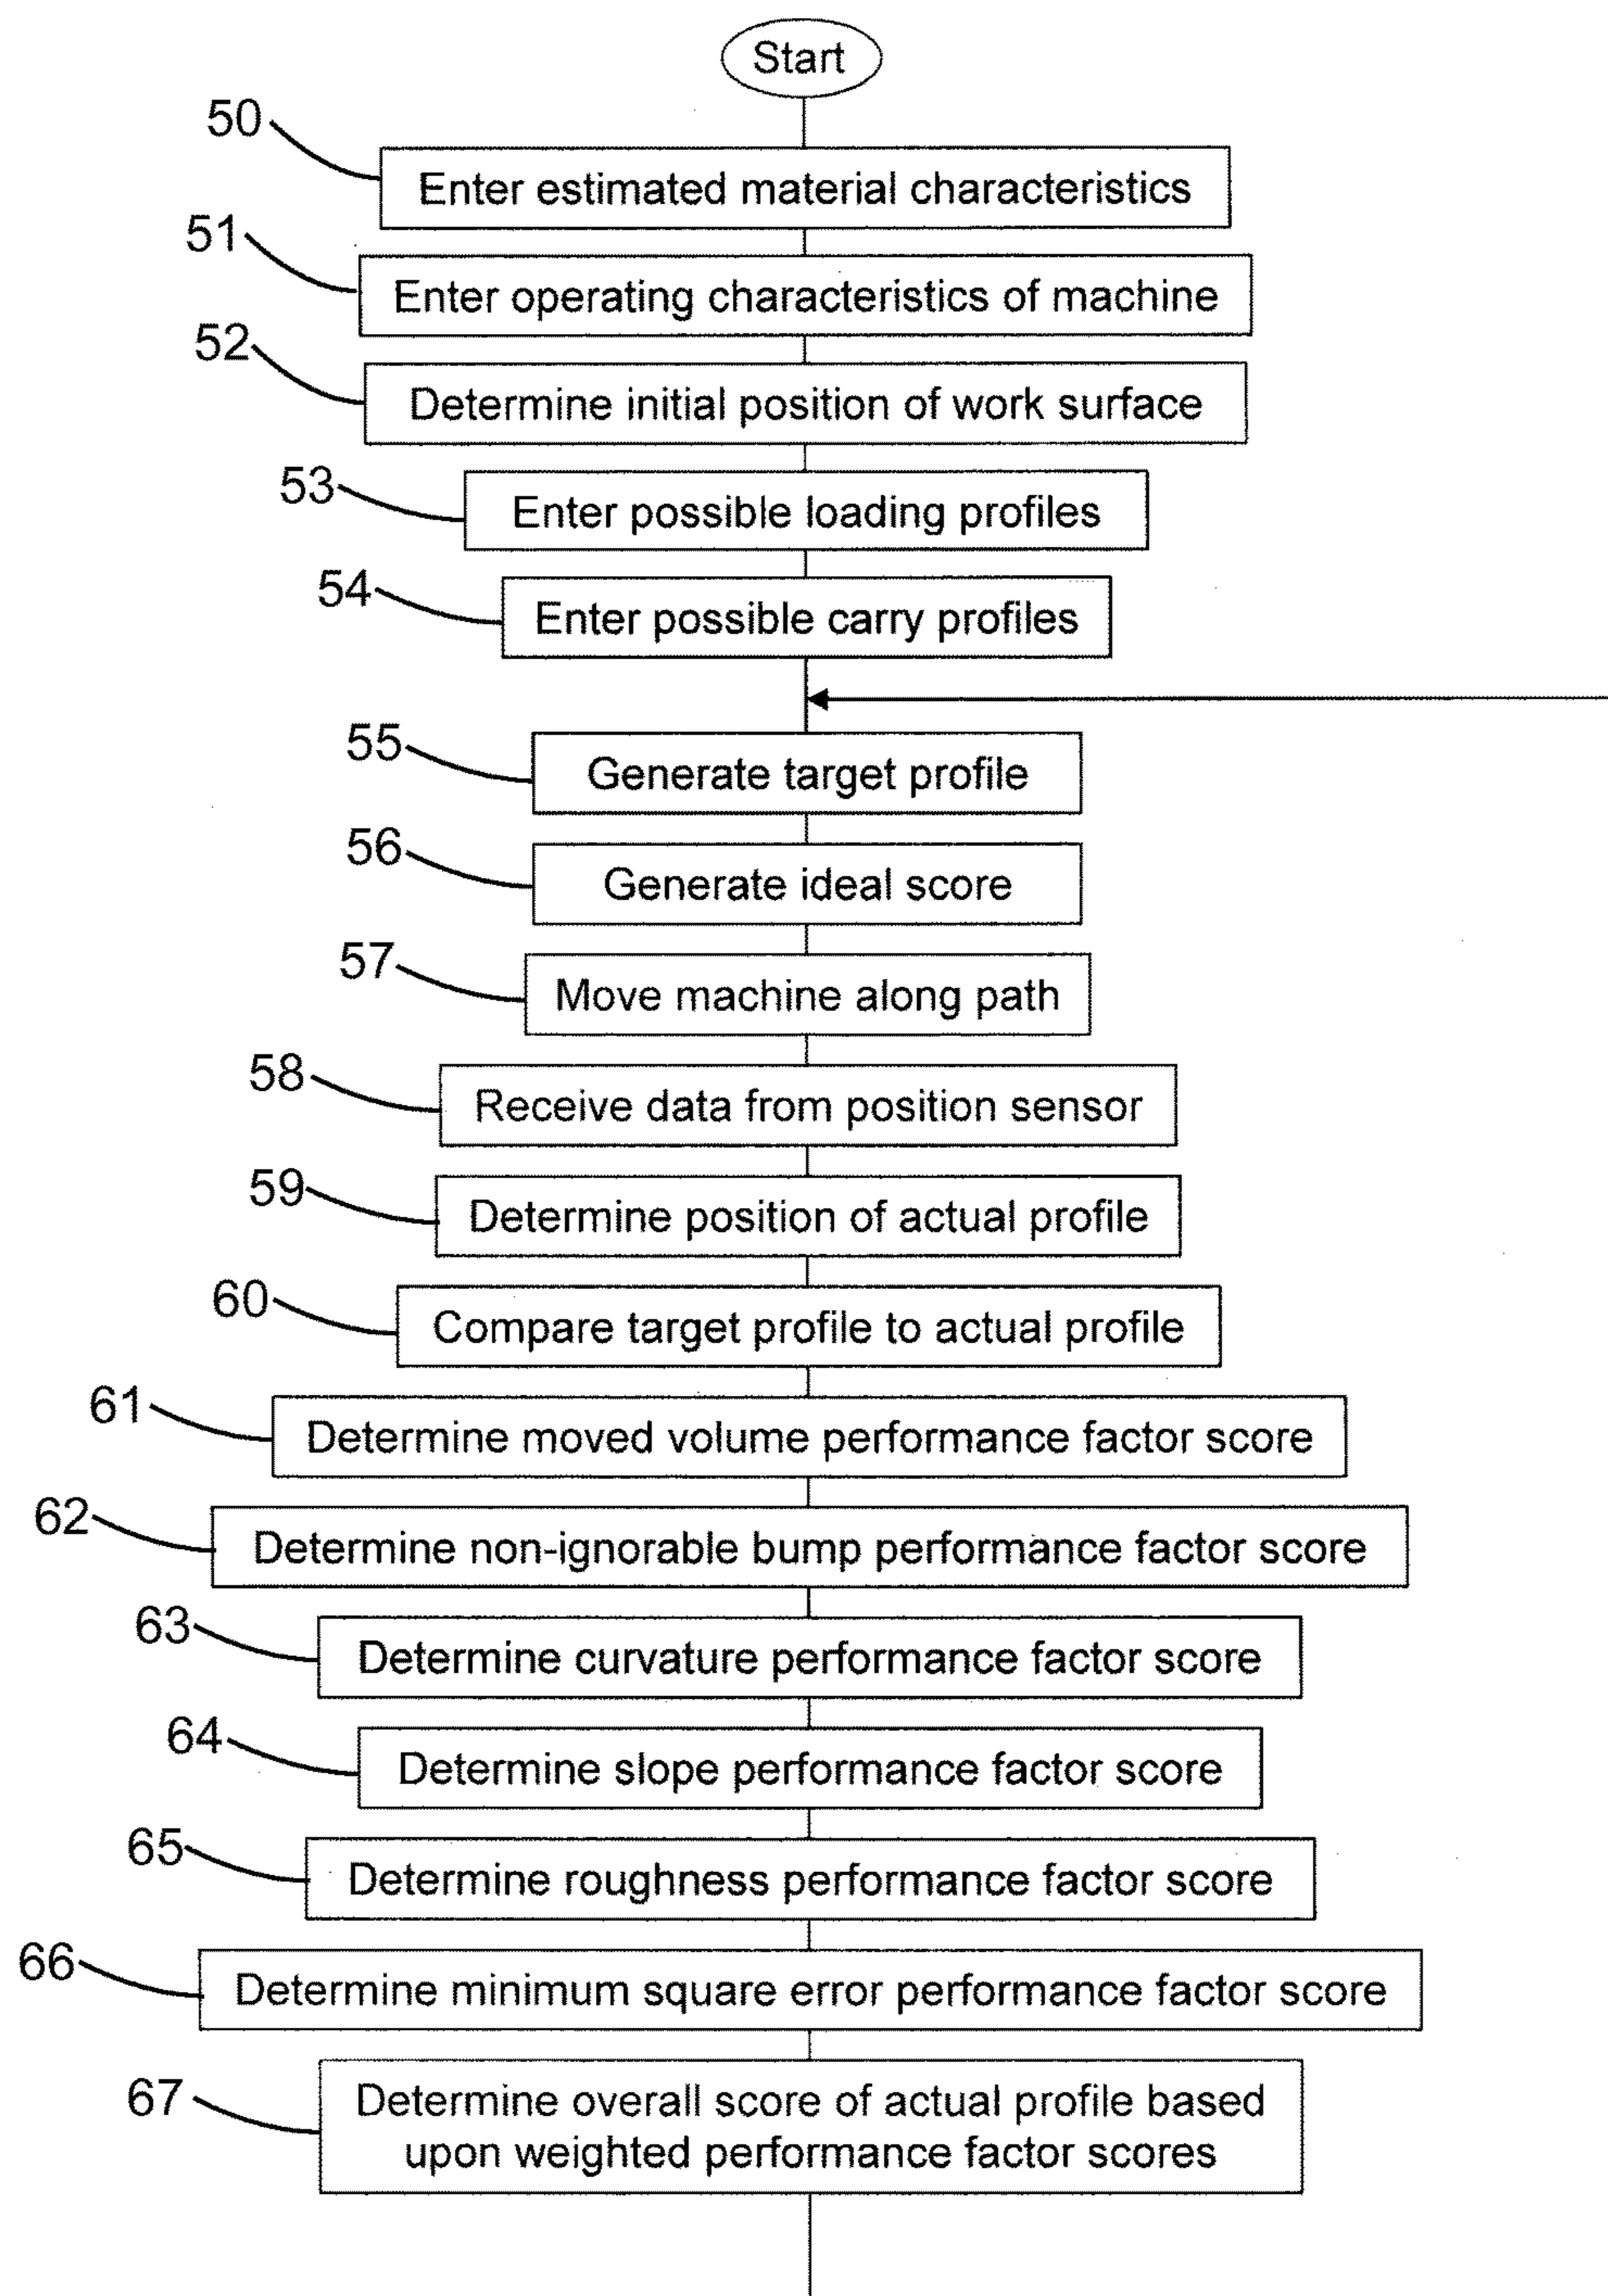 Start
50
Enter estimated material characteristics
51
Enter operating characteristics of machine
52
Determine initial position of work surface
53
Enter possible loading profiles
54
Enter possible carry profiles
55
Generate target profile
56
Generate ideal score
57
Move machine along path
58
Receive data from position sensor
59
Determine position of actual profile
60
Compare target profile to actual profile
61
Determine moved volume performance factor score
62
Determine non-ignorable bump performance factor score
63
Determine curvature performance factor score
64
Determine slope performance factor score
65
Determine roughness performance factor score
66
Determine minimum square error performance factor score
67
Determine overall score of actual profile based
upon weighted performance factor scores